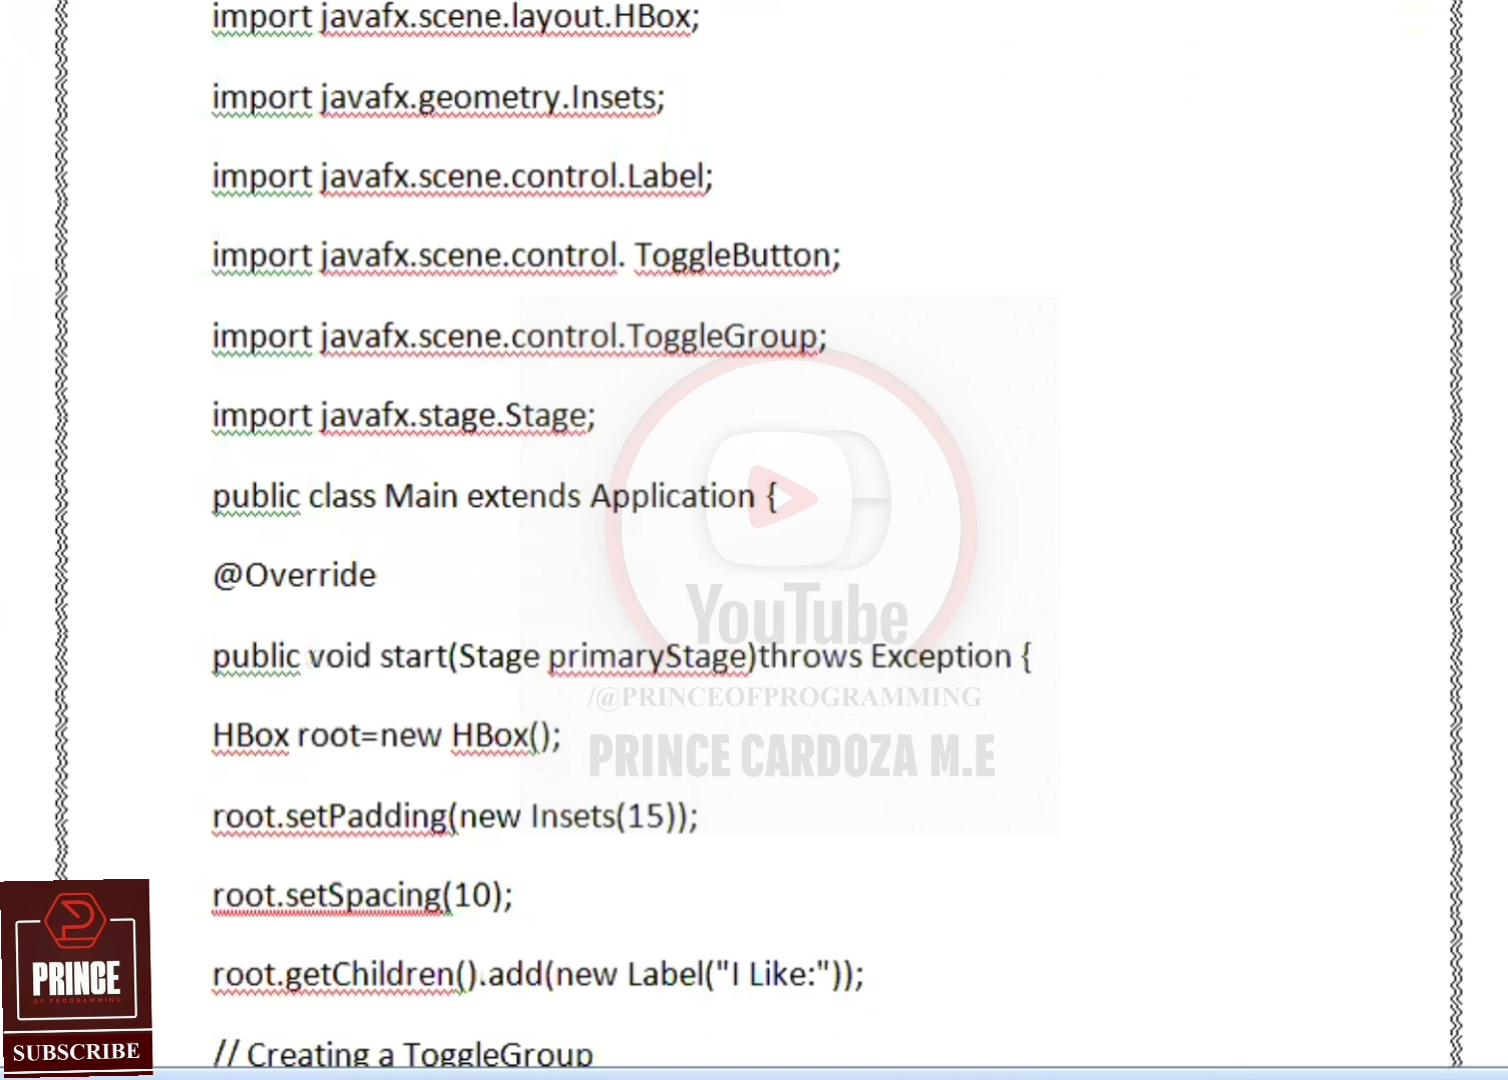 import javafx.scene.layout.HBox;
import javafx.geometry.Insets;
import javafx.scene.control.Label;
import javafx.scene.control. ToggleButton;
import javafx.scene.control.ToggleGroup;
import javafx.stage.Stage;
public class Main extends Application {
@Override
YouTube
public void start(Stage primaryStage)throws Exception {
/@PRINCEOFPROGRAMMING
HBox root=new HBox();
PRINCE CARDOZA M.E
root.setPadding(new Insets(15));
root.setSpacing(10);
root.getChildren().add(new Label("I Like:"));
PRINCE
OF PROGRAMMING
SUBSCRIBE
// Creating a ToggleGroup